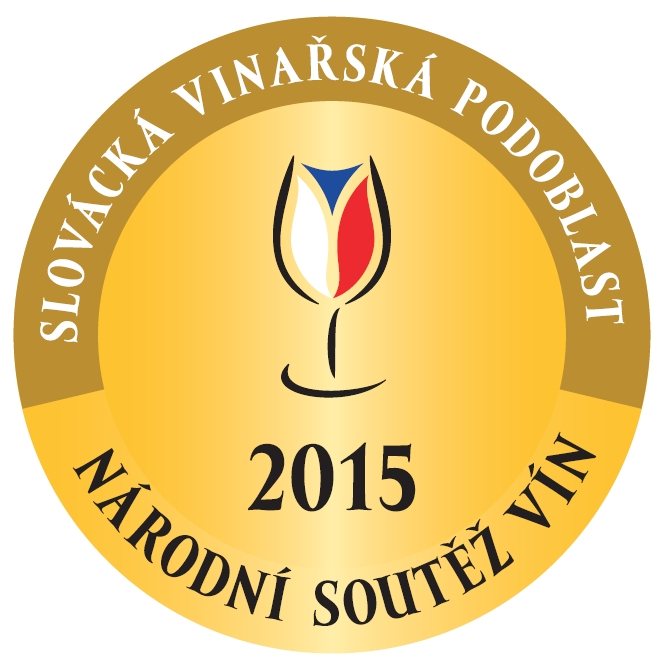 SLOVÁCKÁ VINAŘSKÁ PODOBLAST
2015
NÁRODNÍ SOUTĚŽ VÍN